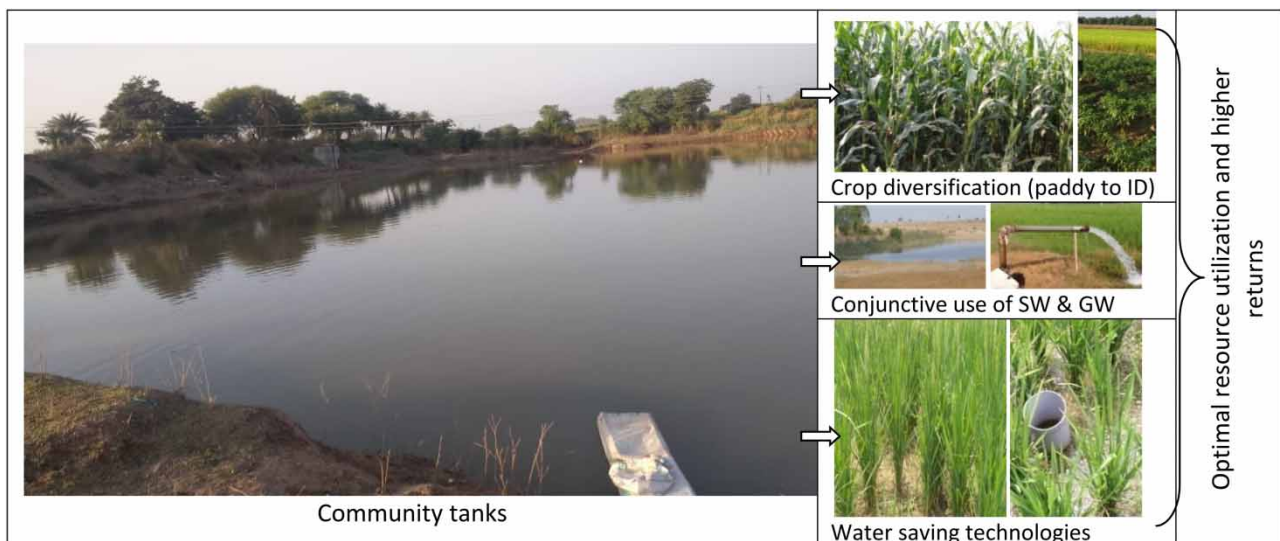 Community tanks
Crop diversification (paddy to ID)
Conjunctive use of SW & GW
Water saving technologies
Optimal resource utilization and higher
returns